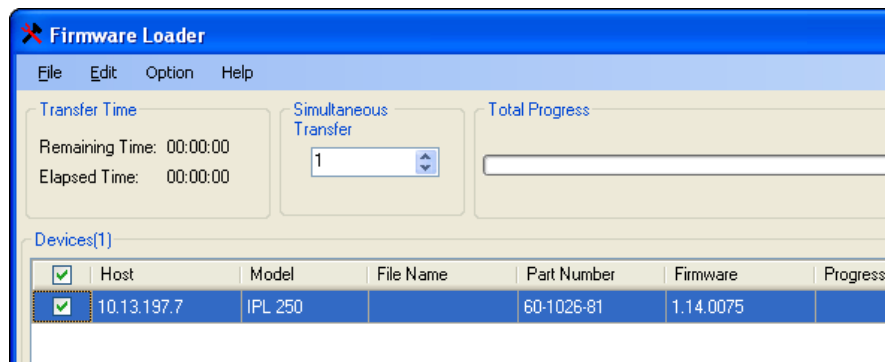 Firmware Loader
File Edit Option Help
Transfer Time
Remaining Time: 00:00:00
Elapsed Time: 00:00:00
Simultaneous
Transfer
1
Total Progress
Devices(1)
Host Model File Name Part Number Firmware Progress
10.13.197.7 IPL 250 60-1026-81 1.14.0075